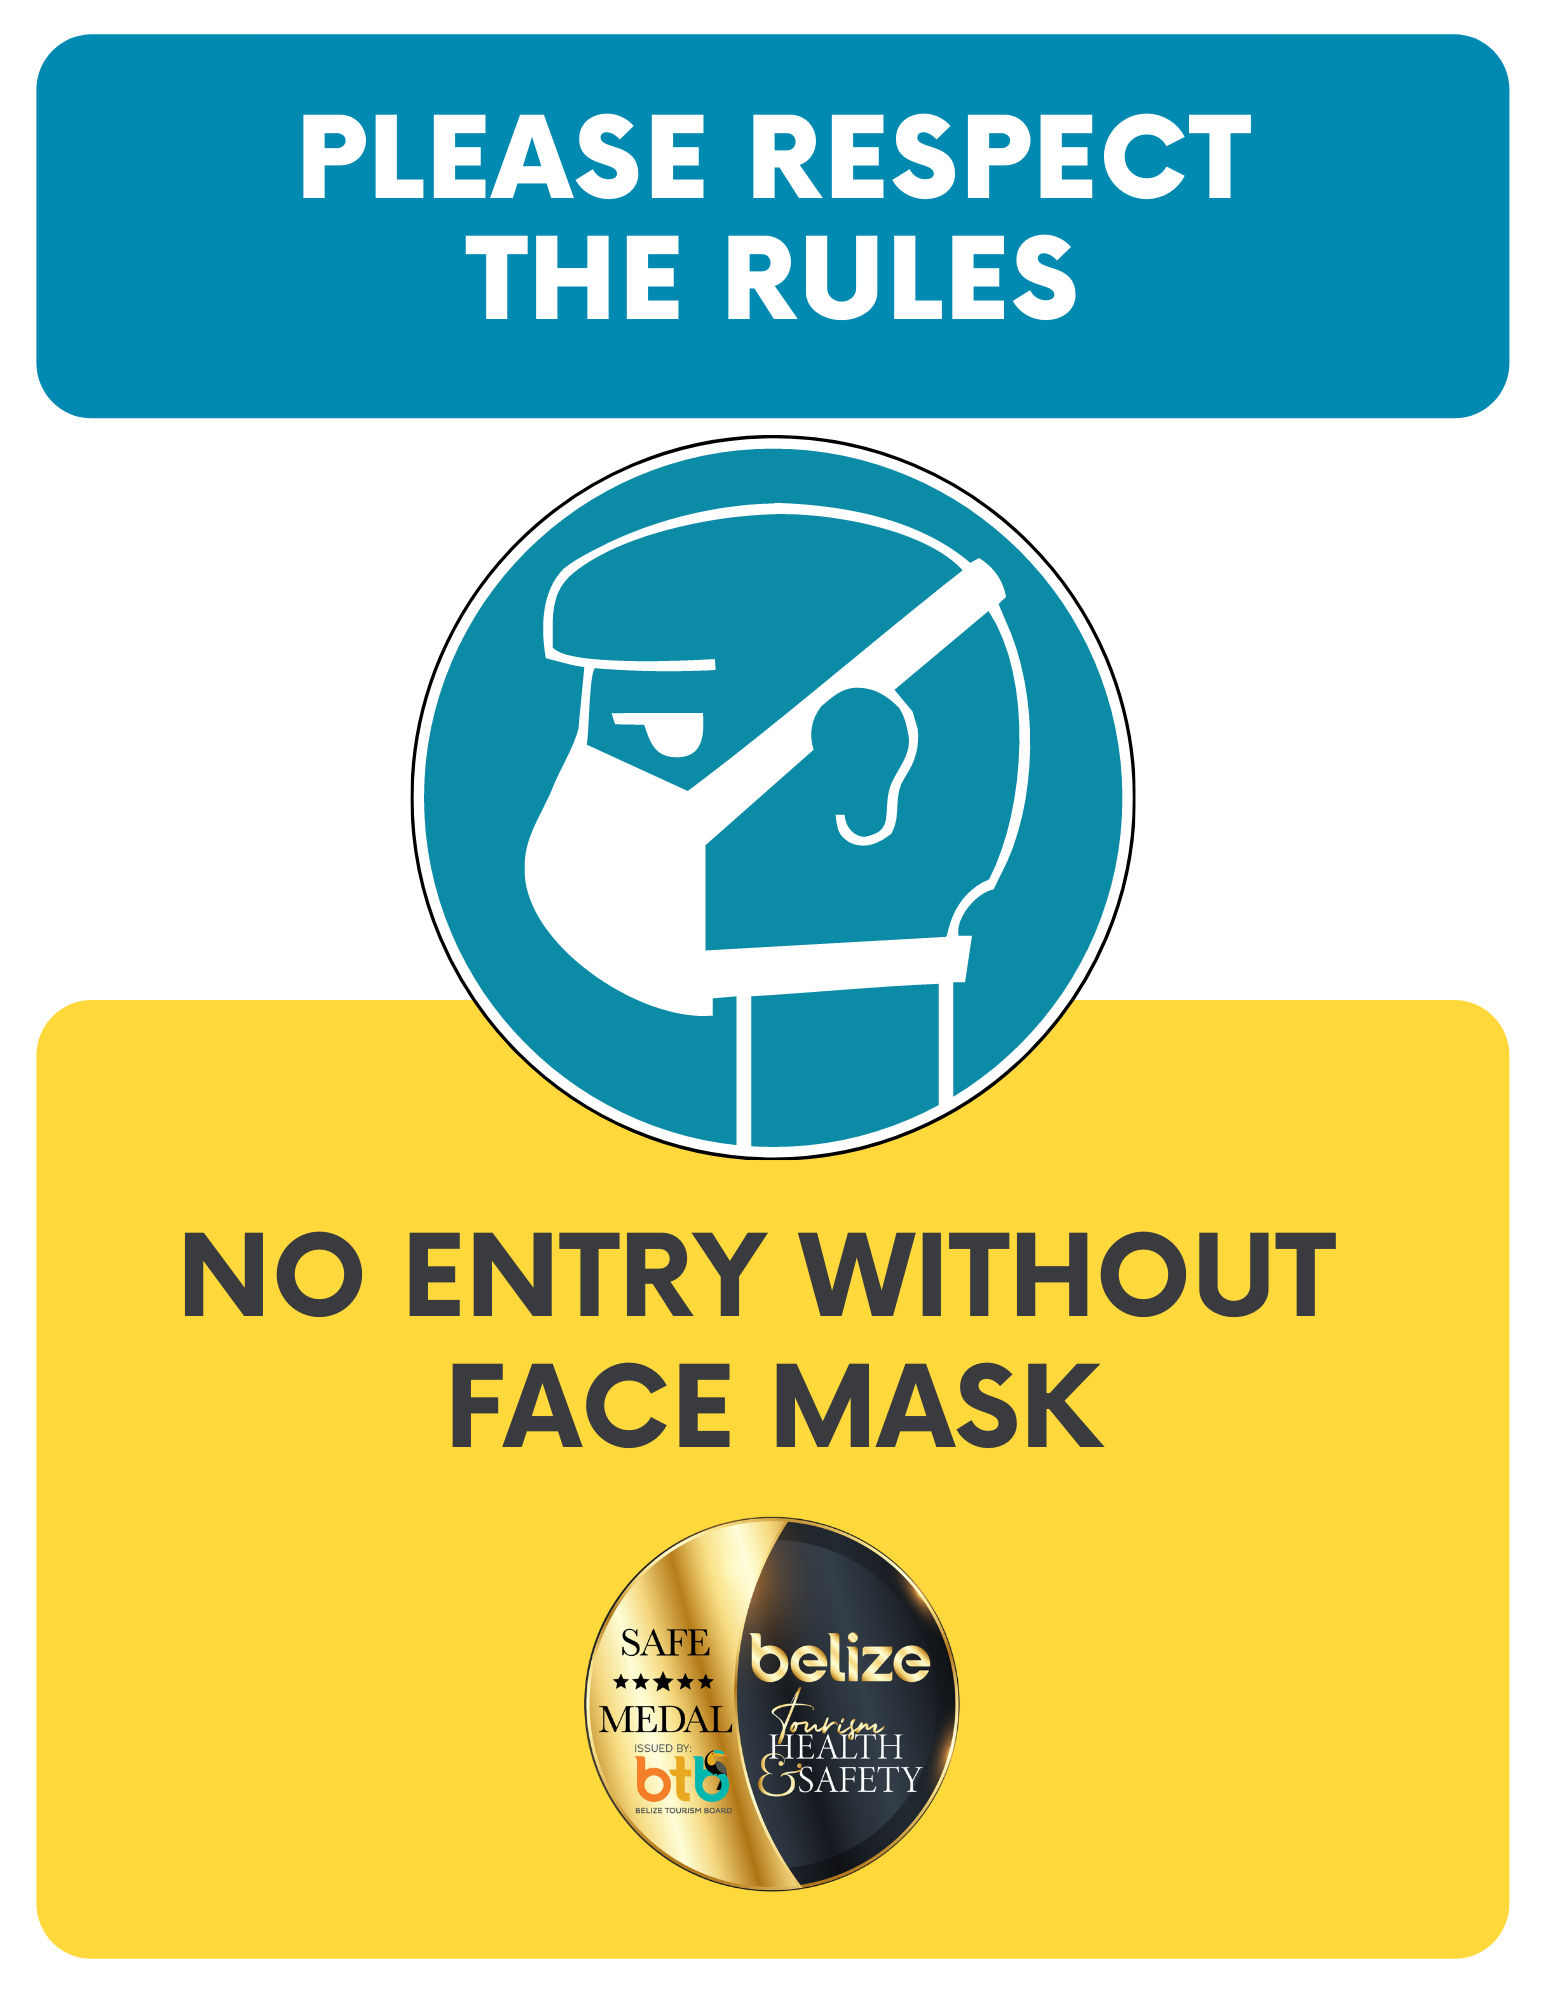 PLEASE RESPECT
THE RULES
NO ENTRY WITHOUT
FACE MASK
SAFE
MEDAL
ISSUED BY:
btb
BELIZE TOURISM BOARD
belize
Tourism
HEALTH
&SAFETY